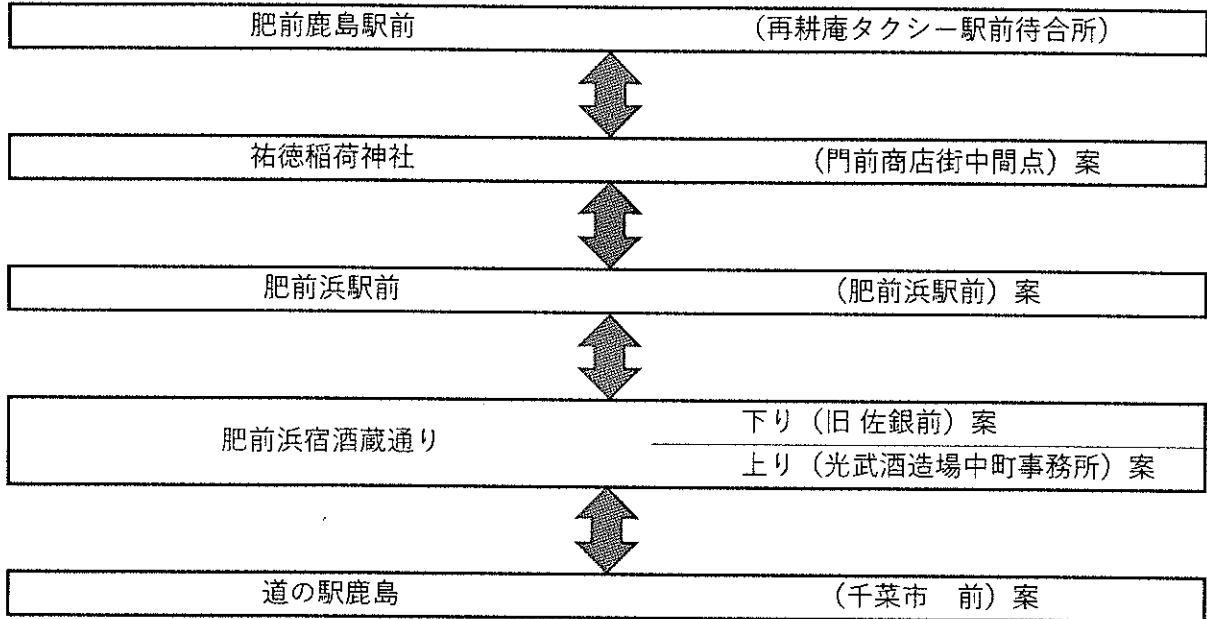 肥前鹿島駅前 (再耕庵タクシー駅前待合所)
祐徳稲荷神社 (門前商店街中間点) 案
肥前浜駅前 (肥前浜駅前) 案
肥前浜宿酒蔵通り
下り (旧 佐銀前) 案
上り (光武酒造場中町事務所) 案
道の駅鹿島 (千菜市 前) 案